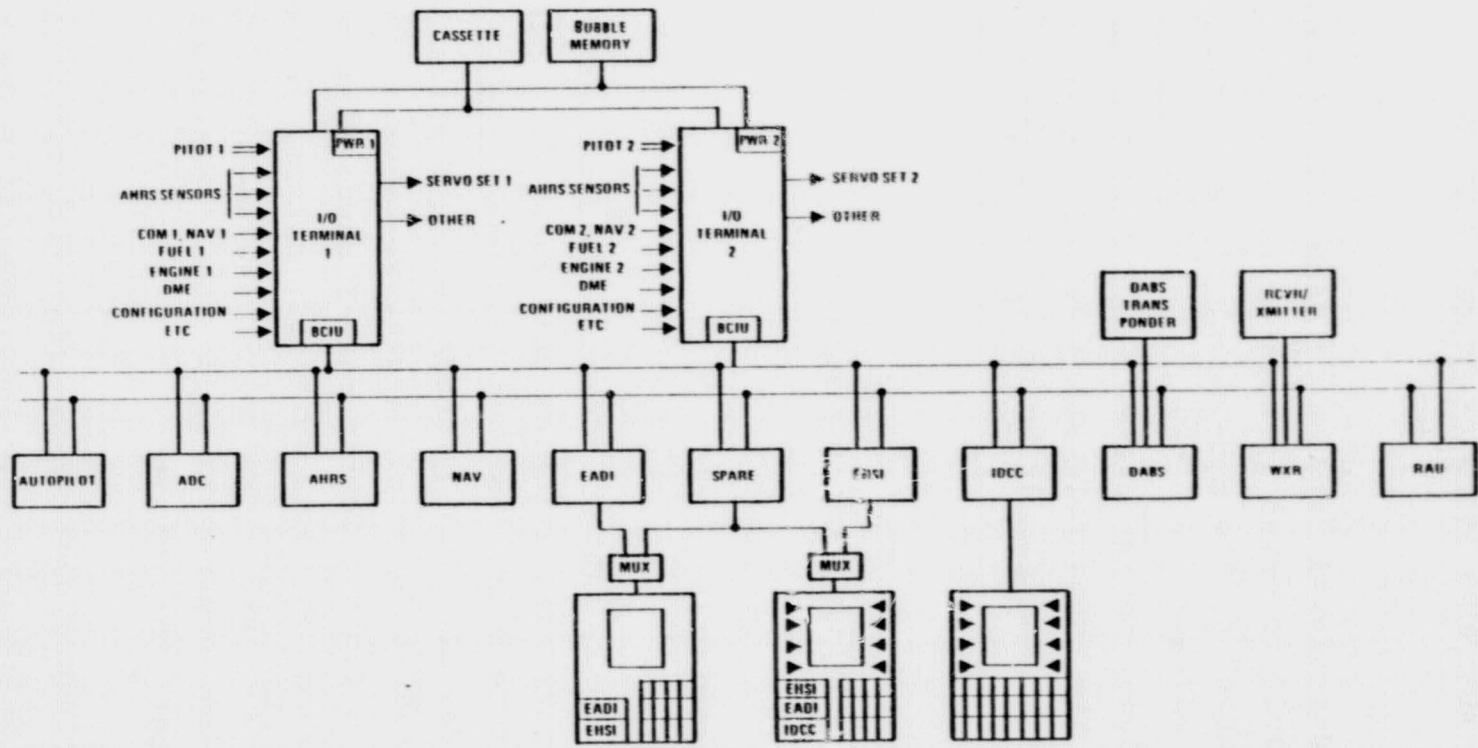 CASSETTE
BUBBLE
MEMORY
PWR 1
PITOT 1
AHRS SENSORS
SERVO SET 1
OTHER
I/O
TERMINAL
1
COM 1, NAV 1
FUEL 1
ENGINE 1
DME
CONFIGURATION
ETC
BCIU
PWR 2
PITOT 2
AHRS SENSORS
SERVO SET 2
OTHER
I/O
TERMINAL
2
COM 2, NAV 2
FUEL 2
ENGINE 2
DME
CONFIGURATION
ETC
BCIU
DABS
TRANS
PONDER
RCVR/
XMITTER
AUTOPILOT
ADC
AHRS
NAV
EADI
SPARE
EHSI
IDCC
DABS
WXR
RAU
MUX
MUX
EADI
EHSI
EHSI
EADI
IDCC